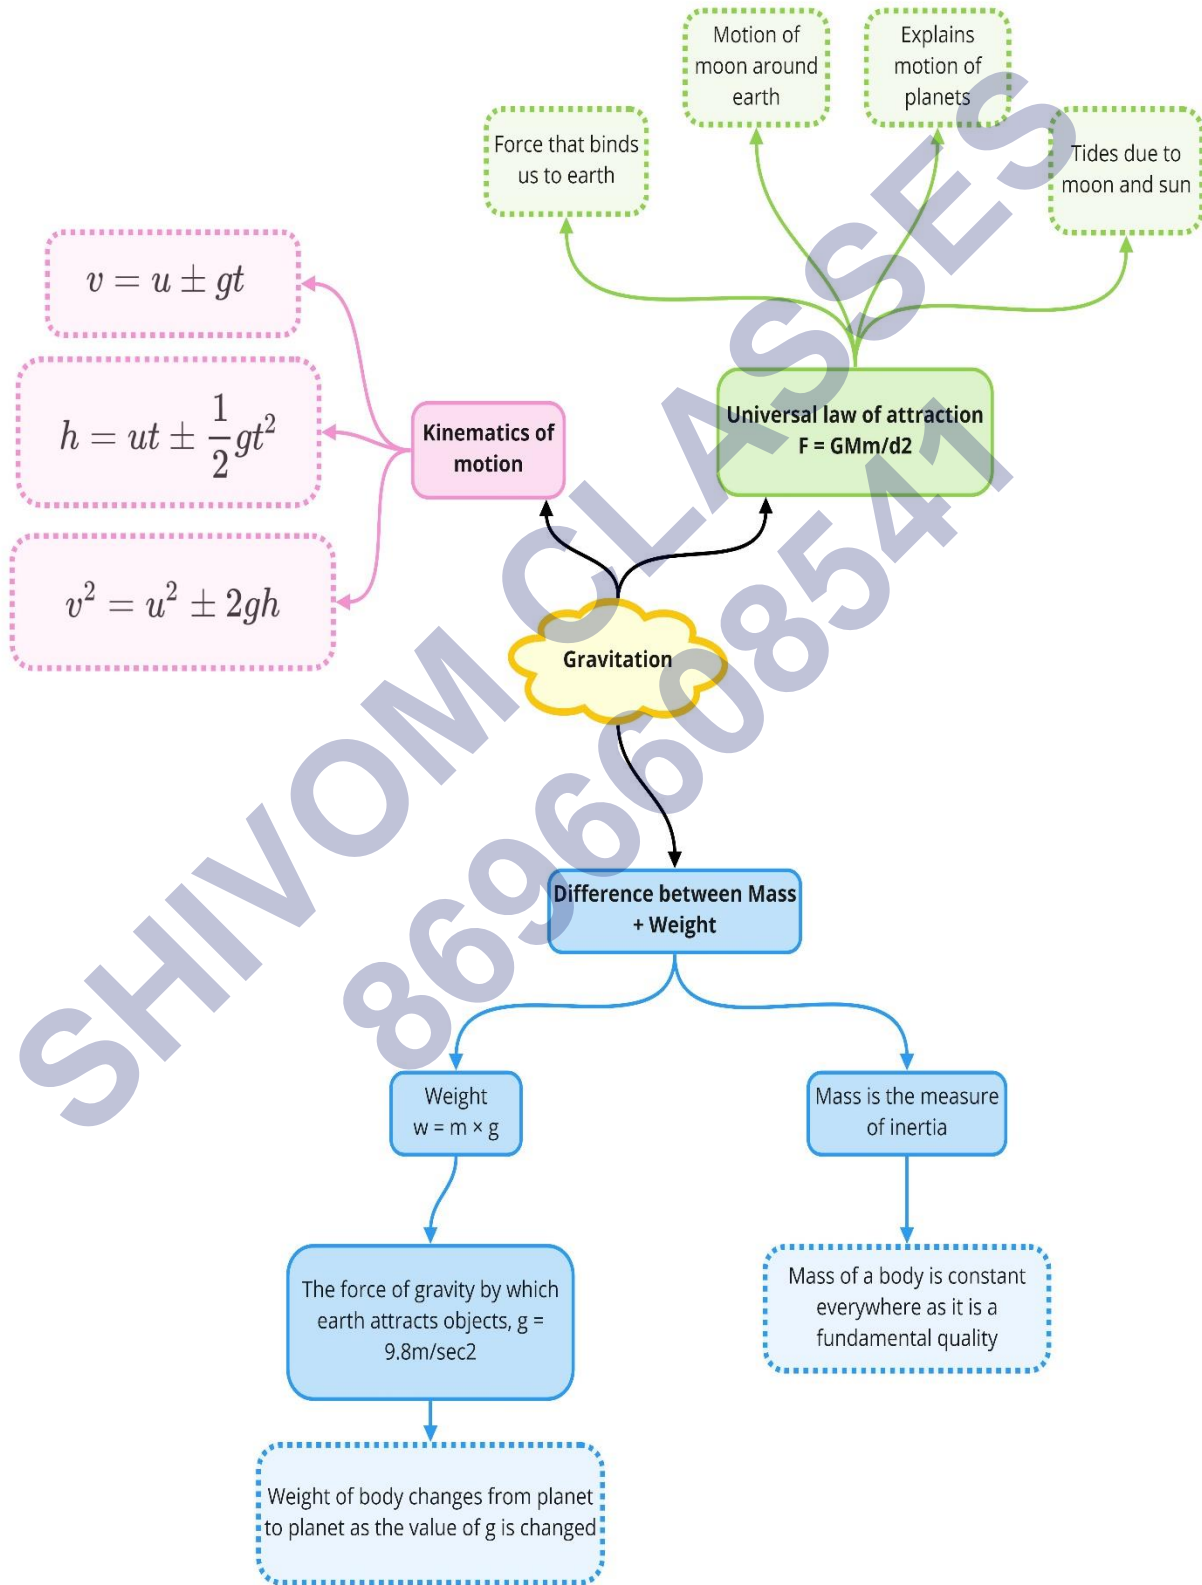 Motion of
moon around
earth
Explains
motion of
planets
Force that binds
us to earth
Tides due to
moon and sun
v = u ± gt
h = ut ± \frac{1}{2}gt²
v² = u² ± 2gh
Kinematics of
motion
Universal law of attraction
F = GMm/d2
Gravitation
Difference between Mass
+ Weight
Weight
w = m × g
Mass is the measure
of inertia
The force of gravity by which
earth attracts objects, g =
9.8m/sec2
Mass of a body is constant
everywhere as it is a
fundamental quality
Weight of body changes from planet
to planet as the value of g is changed
SHIVOM CLASSES
8696608541